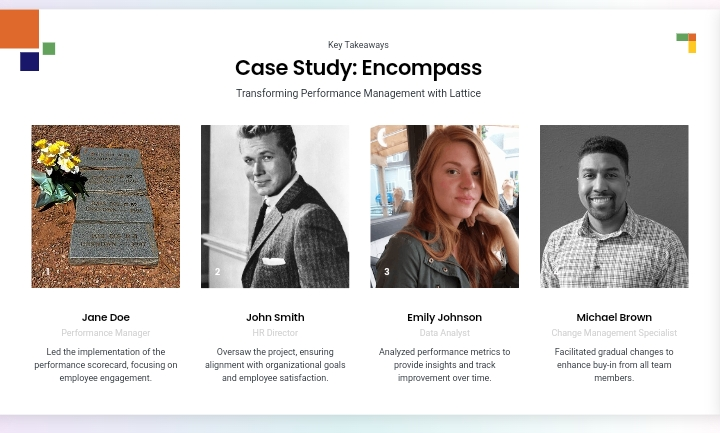 Key Takeaways
Case Study: Encompass
Transforming Performance Management with Lattice
1
2
3
Jane Doe
Performance Manager
Led the implementation of the
performance scorecard, focusing on
employee engagement.
John Smith
HR Director
Oversaw the project, ensuring
alignment with organizational goals
and employee satisfaction.
Emily Johnson
Data Analyst
Analyzed performance metrics to
provide insights and track
improvement over time.
Michael Brown
Change Management Specialist
Facilitated gradual changes to
enhance buy-in from all team
members.